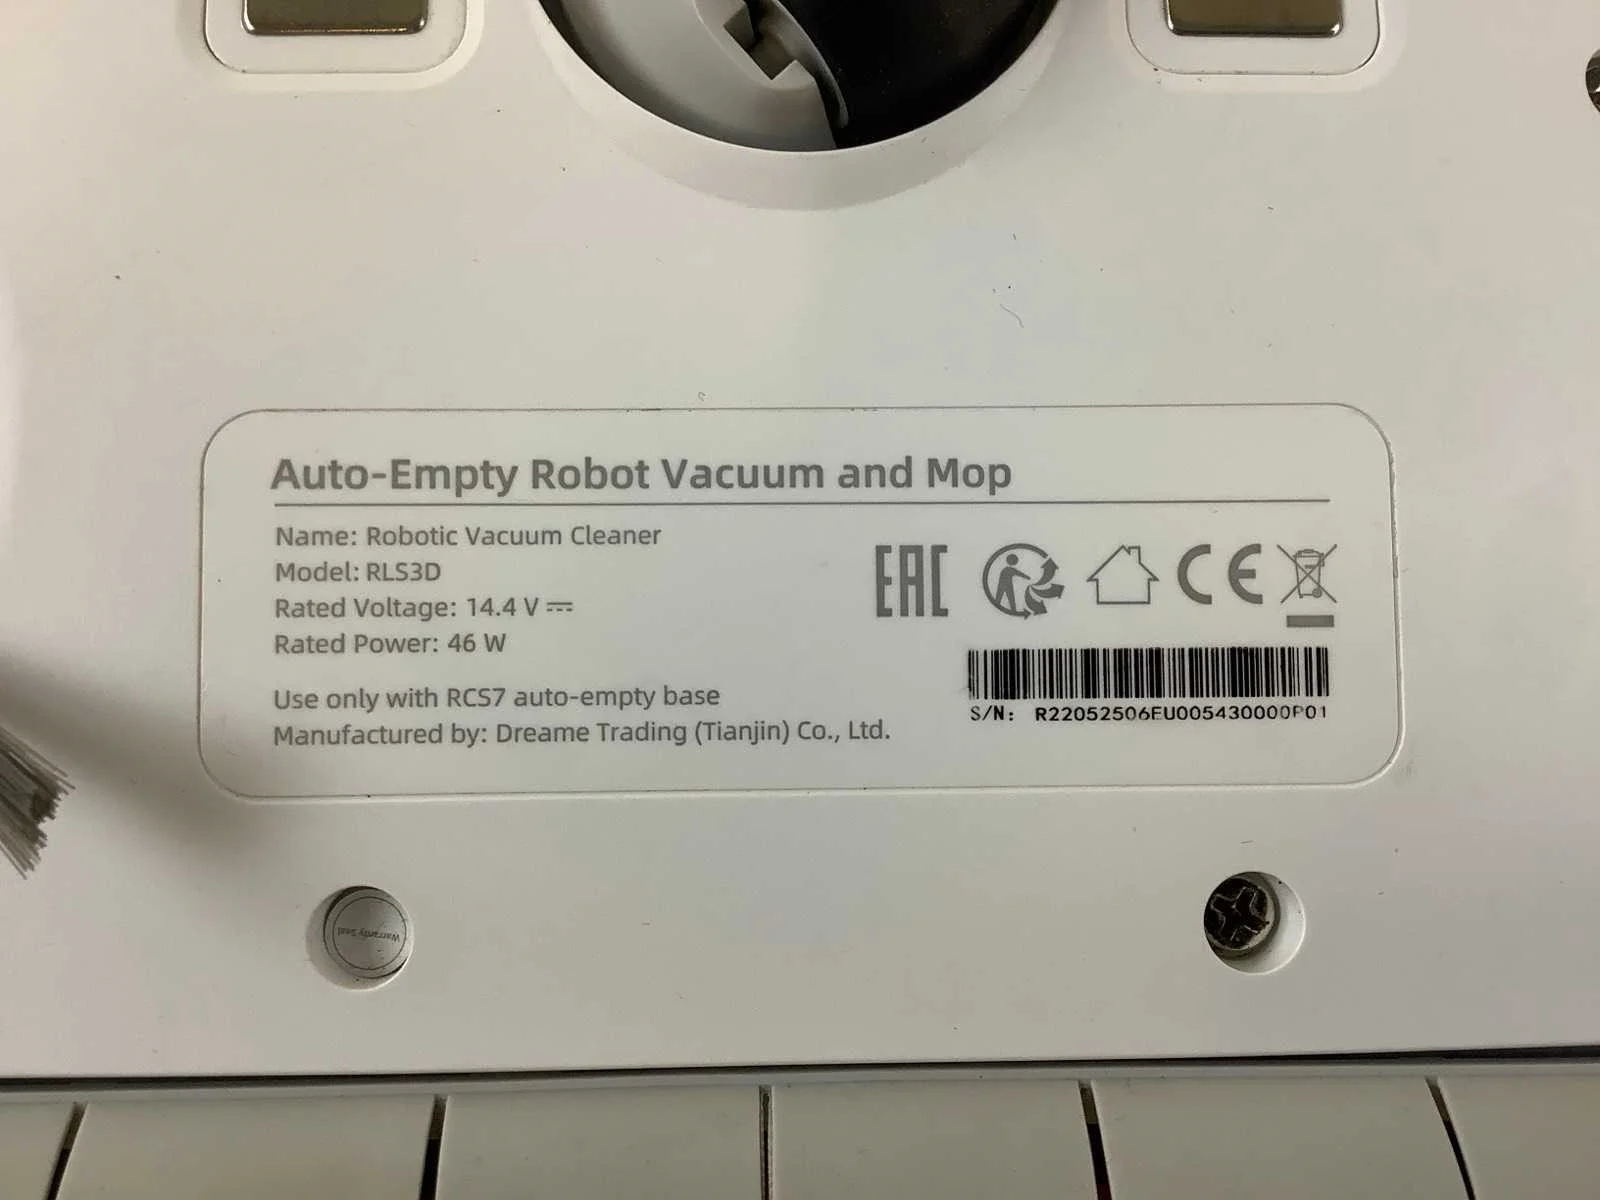 Auto-Empty Robot Vacuum and Mop
Name: Robotic Vacuum Cleaner
Model: RLS3D
Rated Voltage: 14.4 V ⎓
Rated Power: 46 W
Use only with RCS7 auto-empty base
Manufactured by: Dreame Trading (Tianjin) Co., Ltd.
EAC
CE
S/N: R22052506EU005430000P01
Warranty Seal